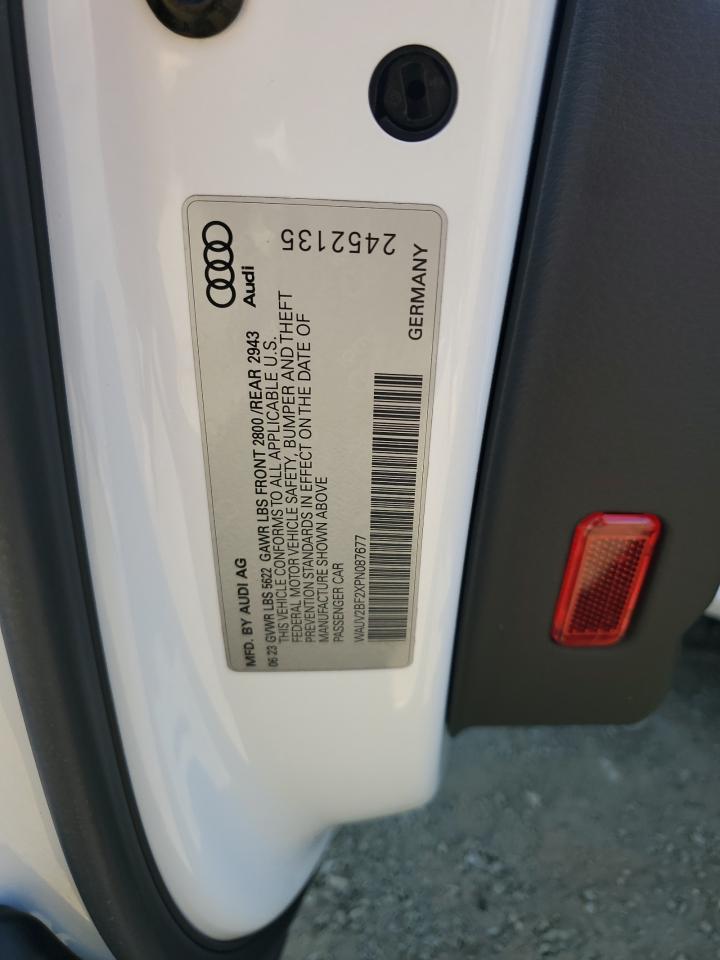 Audi
2452135
MFD. BY AUDI AG
06 23 GVWR LBS 5622 GAWR LBS FRONT 2800 /REAR 2943
THIS VEHICLE CONFORMS TO ALL APPLICABLE U.S.
FEDERAL MOTOR VEHICLE SAFETY, BUMPER AND THEFT
PREVENTION STANDARDS IN EFFECT ON THE DATE OF
MANUFACTURE SHOWN ABOVE
PASSENGER CAR
WAUV2BF2XPN087677
GERMANY